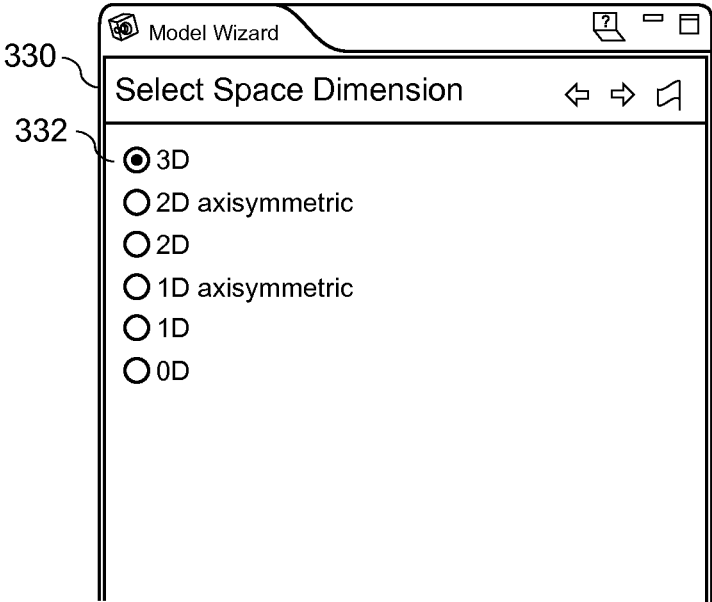 Model Wizard
?
330
Select Space Dimension
332
3D
2D axisymmetric
2D
1D axisymmetric
1D
0D